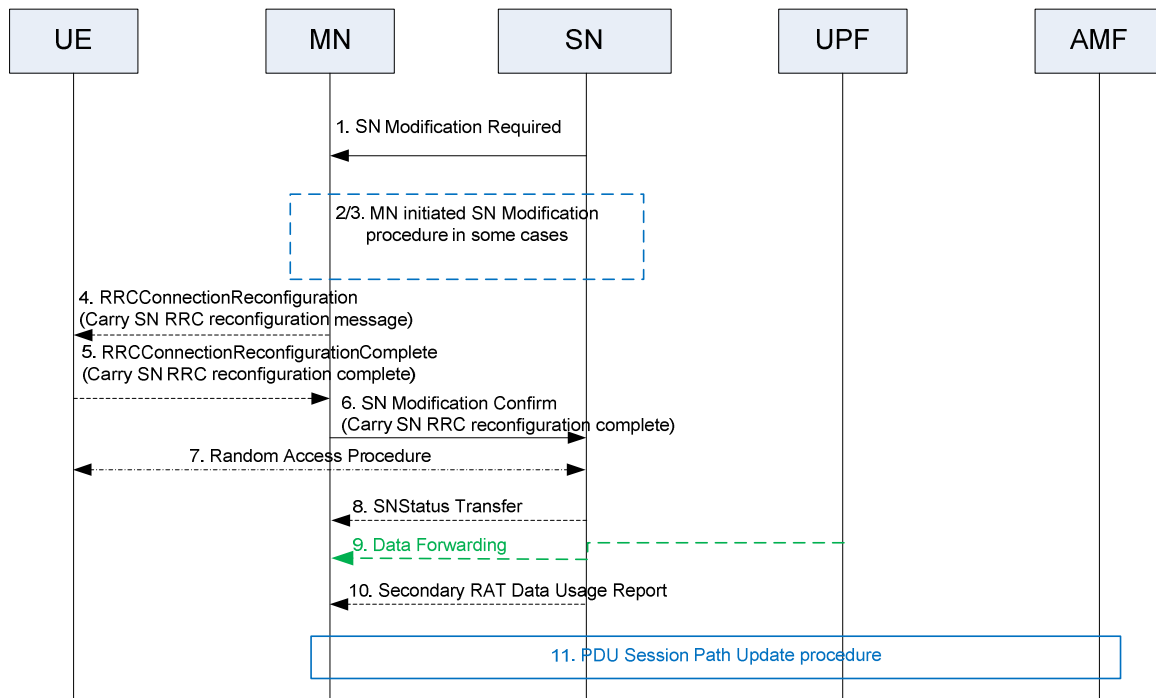 UE MN SN UPF AMF
1. SN Modification Required
2/3. MN initiated SN Modification
procedure in some cases
4. RRCConnectionReconfiguration
(Carry SN RRC reconfiguration message)
5. RRCConnectionReconfigurationComplete
(Carry SN RRC reconfiguration complete)
6. SN Modification Confirm
(Carry SN RRC reconfiguration complete)
7. Random Access Procedure
8. SNStatus Transfer
9. Data Forwarding
10. Secondary RAT Data Usage Report
11. PDU Session Path Update procedure